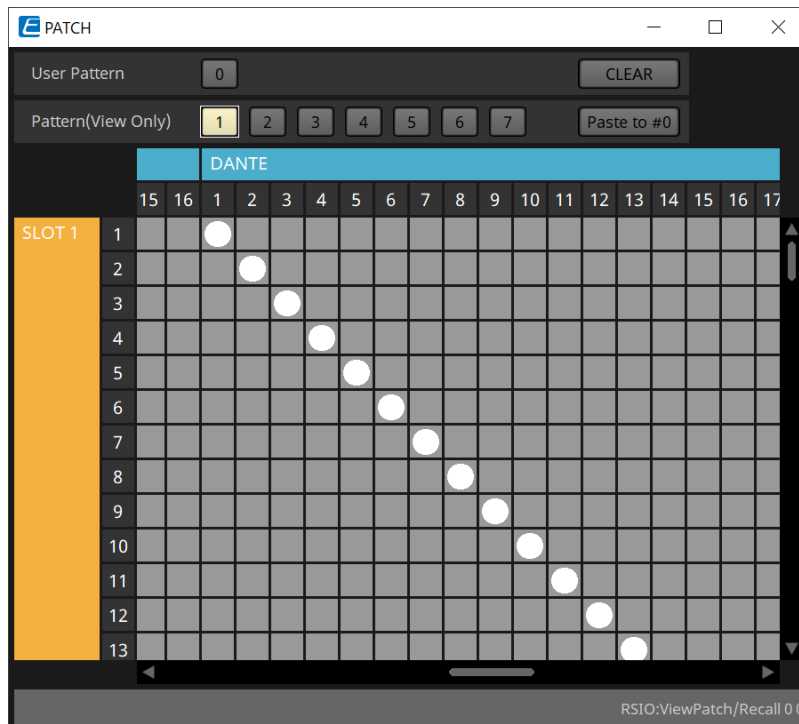 E PATCH
User Pattern 0 CLEAR
Pattern(View Only) 1 2 3 4 5 6 7 Paste to #0
DANTE
15 16 1 2 3 4 5 6 7 8 9 10 11 12 13 14 15 16 17
SLOT 1 1
2
3
4
5
6
7
8
9
10
11
12
13
RSIO:ViewPatch/Recall 0 0